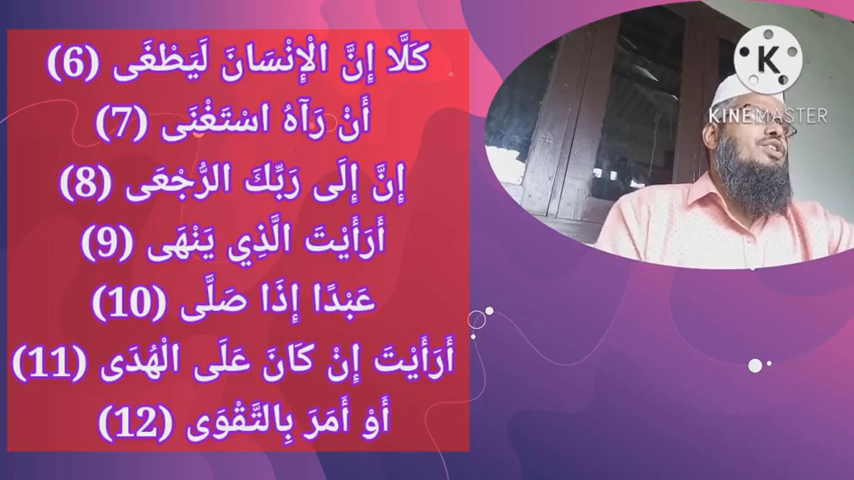 كَلَّا إِنَّ الْإِنْسَانَ لَيَطْغَى (6)
أَنْ رَآهُ اسْتَغْنَى (7)
إِنَّ إِلَى رَبِّكَ الرُّجْعَى (8)
أَرَأَيْتَ الَّذِي يَنْهَى (9)
عَبْدًا إِذَا صَلَّى (10)
أَرَأَيْتَ إِنْ كَانَ عَلَى الْهُدَى (11)
أَوْ أَمَرَ بِالتَّقْوَى (12)
K
KINEMASTER